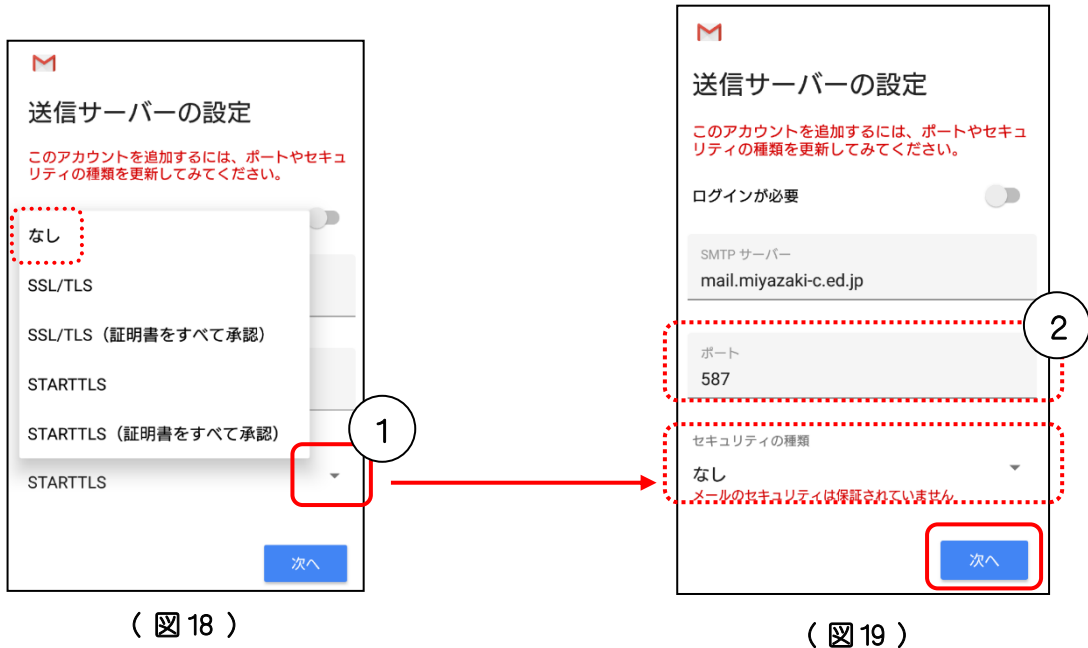 送信サーバーの設定
このアカウントを追加するには、ポートやセキュ
リティの種類を更新してみてください。
なし
SSL/TLS
SSL/TLS（証明書をすべて承認）
STARTTLS
STARTTLS（証明書をすべて承認）
STARTTLS
1
次へ
（ 図18 ）
送信サーバーの設定
このアカウントを追加するには、ポートやセキュ
リティの種類を更新してみてください。
ログインが必要
SMTP サーバー
mail.miyazaki-c.ed.jp
2
ポート
587
セキュリティの種類
なし
メールのセキュリティは保証されていません
次へ
（ 図19 ）